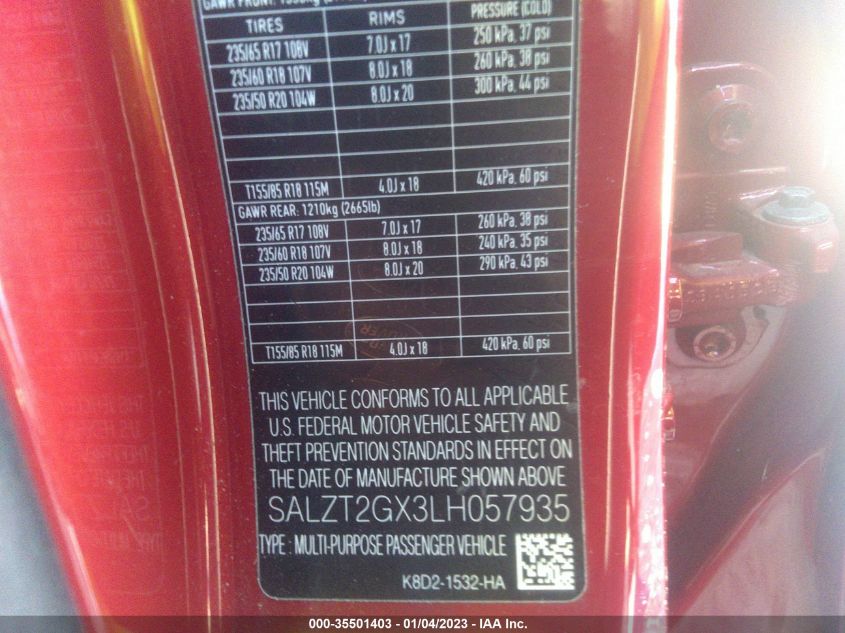 GAWR FRONT:
TIRES RIMS PRESSURE (COLD)
235/65 R17 108V 7.0J x 17 250 kPa, 37 psi
235/60 R18 107V 8.0J x 18 260 kPa, 38 psi
235/50 R20 104W 8.0J x 20 300 kPa, 44 psi
T155/85 R18 115M 4.0J x 18 420 kPa, 60 psi
GAWR REAR: 1210kg (2665lb)
235/65 R17 108V 7.0J x 17 260 kPa, 38 psi
235/60 R18 107V 8.0J x 18 240 kPa, 35 psi
235/50 R20 104W 8.0J x 20 290 kPa, 43 psi
T155/85 R18 115M 4.0J x 18 420 kPa, 60 psi
THIS VEHICLE CONFORMS TO ALL APPLICABLE
U.S. FEDERAL MOTOR VEHICLE SAFETY AND
THEFT PREVENTION STANDARDS IN EFFECT ON
THE DATE OF MANUFACTURE SHOWN ABOVE
SALZT2GX3LH057935
TYPE : MULTI-PURPOSE PASSENGER VEHICLE
K8D2-1532-HA
000-35501403 - 01/04/2023 - IAA Inc.